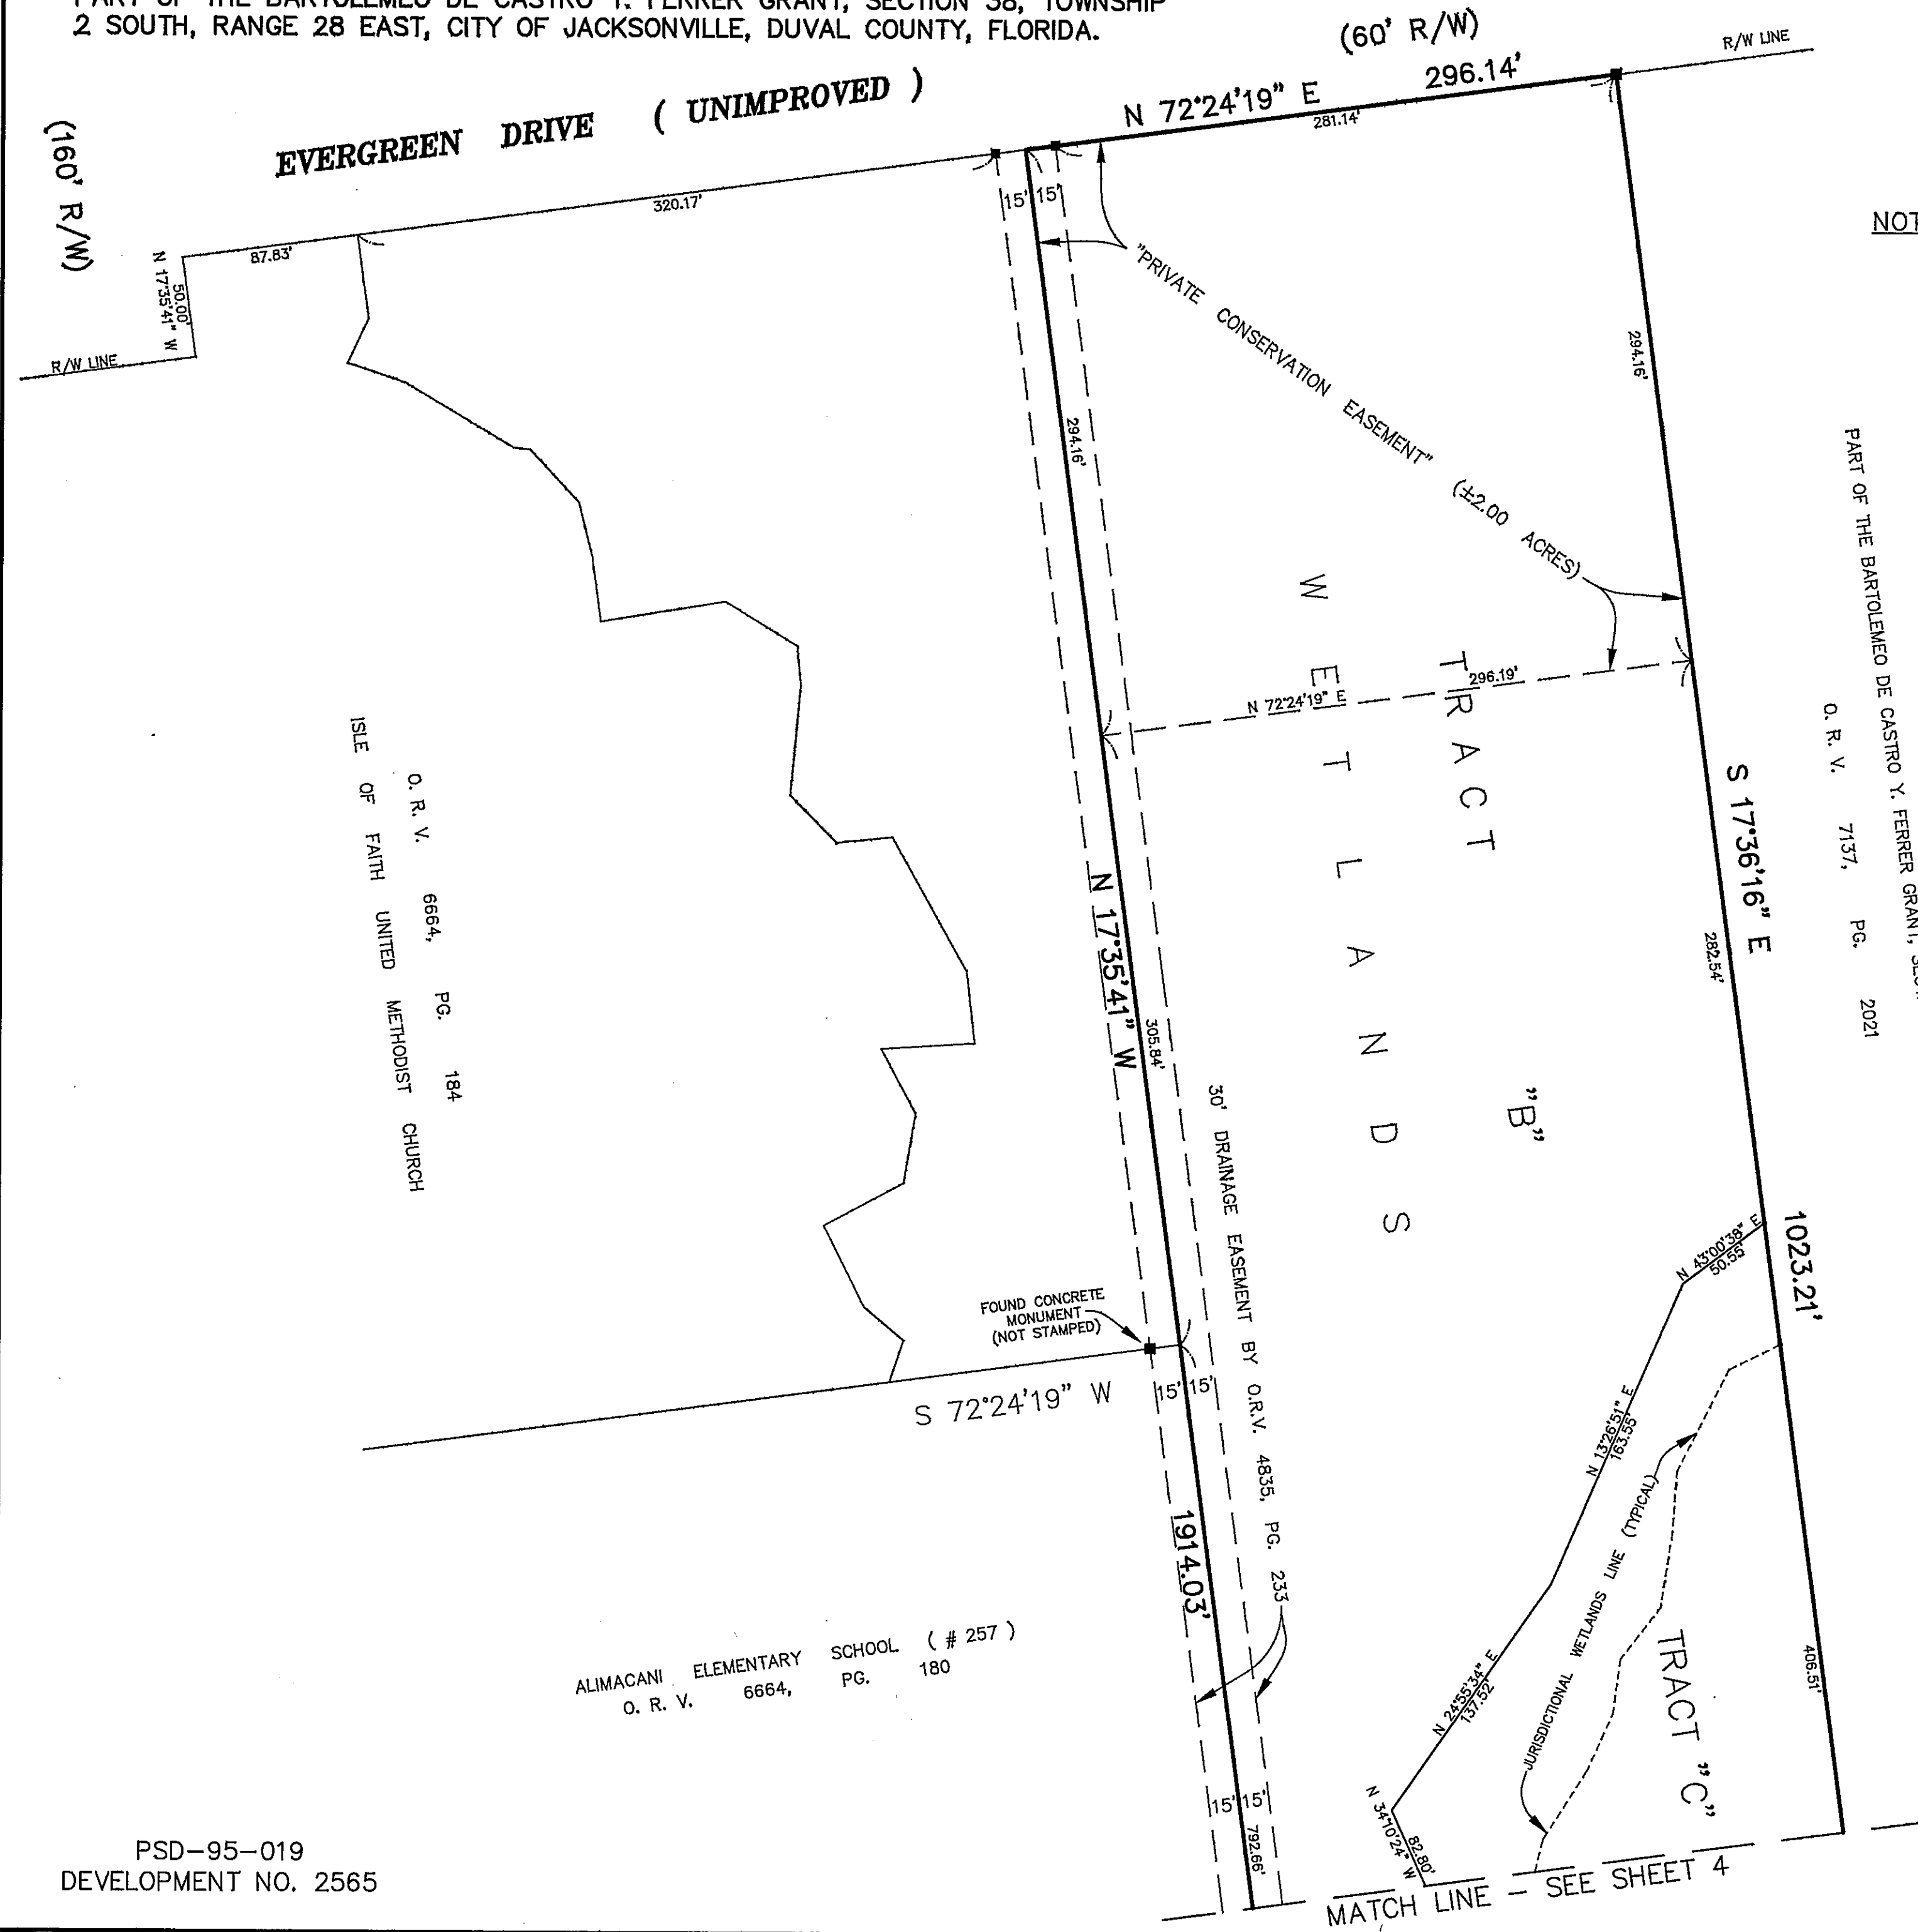 2 SOUTH, RANGE 28 EAST, CITY OF JACKSONVILLE, DUVAL COUNTY, FLORIDA.
(60' R/W)
R/W LINE
N 72°24'19" E 296.14'
281.14'
EVERGREEN DRIVE ( UNIMPROVED )
(160' R/W)
320.17'
87.83'
N 17°35'41" W
50.00'
R/W LINE
15' 15'
"PRIVATE CONSERVATION EASEMENT" (±2.00 ACRES)
294.16'
294.16'
N 72°24'19" E 296.19'
WETLANDS
TRACT "B"
PART OF THE BARTOLEMEO DE CASTRO Y. FERRER GRANT,
O. R. V. 7137, PG. 2021
S 17°36'16" E 1023.21'
282.54'
ISLE OF FAITH UNITED METHODIST CHURCH
O. R. V. 6664, PG. 184
N 17°35'41" W 1914.03'
305.84'
30' DRAINAGE EASEMENT BY O.R.V. 4835, PG. 233
FOUND CONCRETE
MONUMENT
(NOT STAMPED)
S 72°24'19" W
15' 15'
N 43°00'38" E
50.55'
N 13°26'51" E
163.55'
N 24°55'34" E
137.52'
N 34°10'24" W
82.80'
JURISDICTIONAL WETLANDS LINE (TYPICAL)
TRACT "C"
406.51'
ALIMACANI ELEMENTARY SCHOOL ( # 257 )
O. R. V. 6664, PG. 180
15' 15'
792.66'
PSD-95-019
DEVELOPMENT NO. 2565
MATCH LINE - SEE SHEET 4